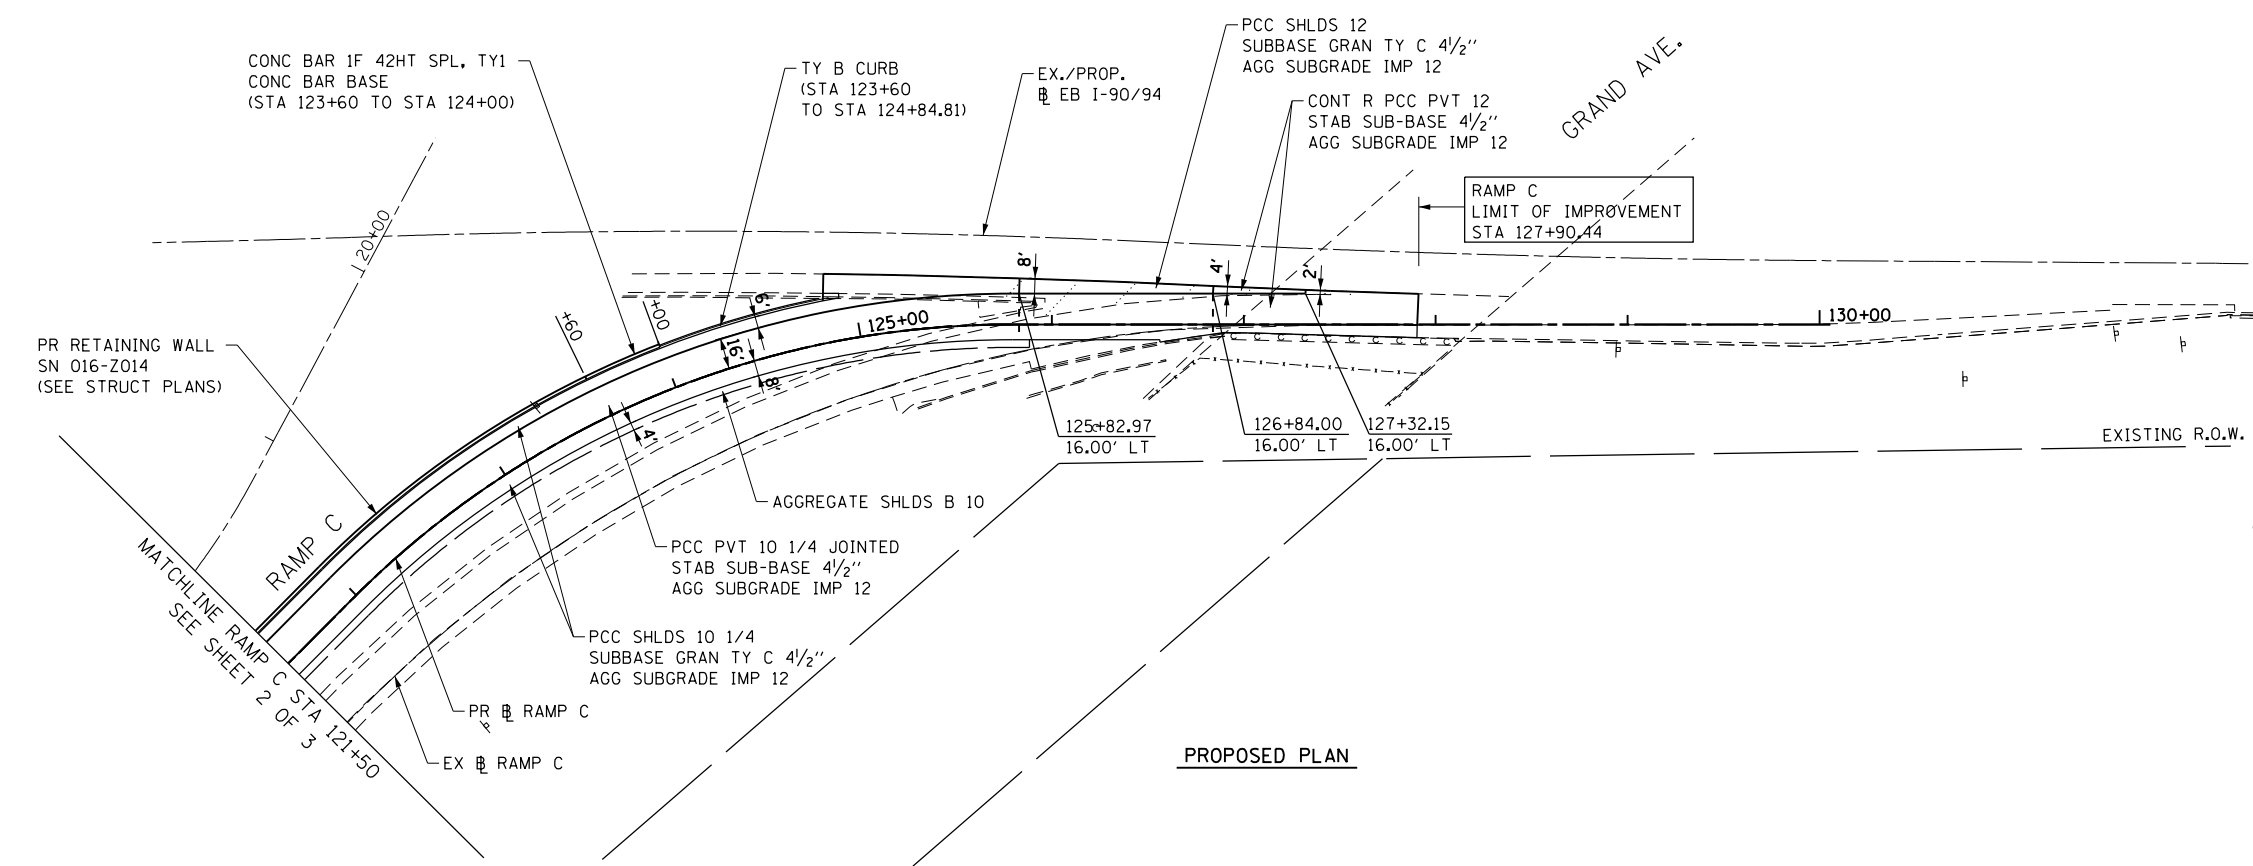 PCC SHLDS 12
SUBBASE GRAN TY C 4½"
AGG SUBGRADE IMP 12
GRAND AVE.
CONC BAR 1F 42HT SPL, TY1
CONC BAR BASE
(STA 123+60 TO STA 124+00)
TY B CURB
(STA 123+60
TO STA 124+84.81)
EX./PROP.
℄ EB I-90/94
CONT R PCC PVT 12
STAB SUB-BASE 4½"
AGG SUBGRADE IMP 12
RAMP C
LIMIT OF IMPROVEMENT
STA 127+90.44
120+00
8'
4'
2'
6'
+60
+00
125+00
130+00
16'
8'
4'
PR RETAINING WALL
SN 016-Z014
(SEE STRUCT PLANS)
125+82.97
16.00' LT
126+84.00
16.00' LT
127+32.15
16.00' LT
EXISTING R.O.W.
AGGREGATE SHLDS B 10
RAMP C
PCC PVT 10 1/4 JOINTED
STAB SUB-BASE 4½"
AGG SUBGRADE IMP 12
PCC SHLDS 10 1/4
SUBBASE GRAN TY C 4½"
AGG SUBGRADE IMP 12
MATCHLINE RAMP C STA 121+50
SEE SHEET 2 OF 3
PR ℄ RAMP C
EX ℄ RAMP C
PROPOSED PLAN